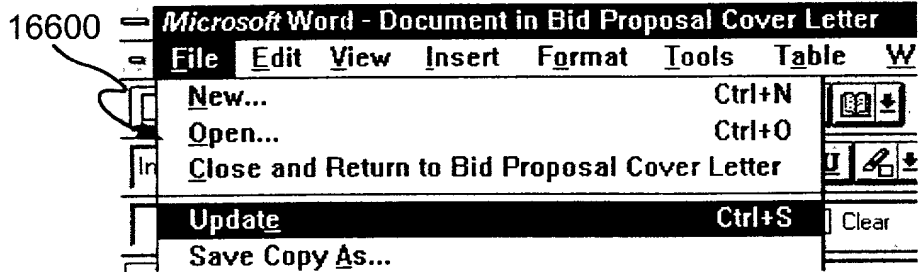 16600
Microsoft Word - Document in Bid Proposal Cover Letter
File Edit View Insert Format Tools Table W
New... Ctrl+N
Open... Ctrl+O
Close and Return to Bid Proposal Cover Letter
In U
Update Ctrl+S
Clear
Save Copy As...